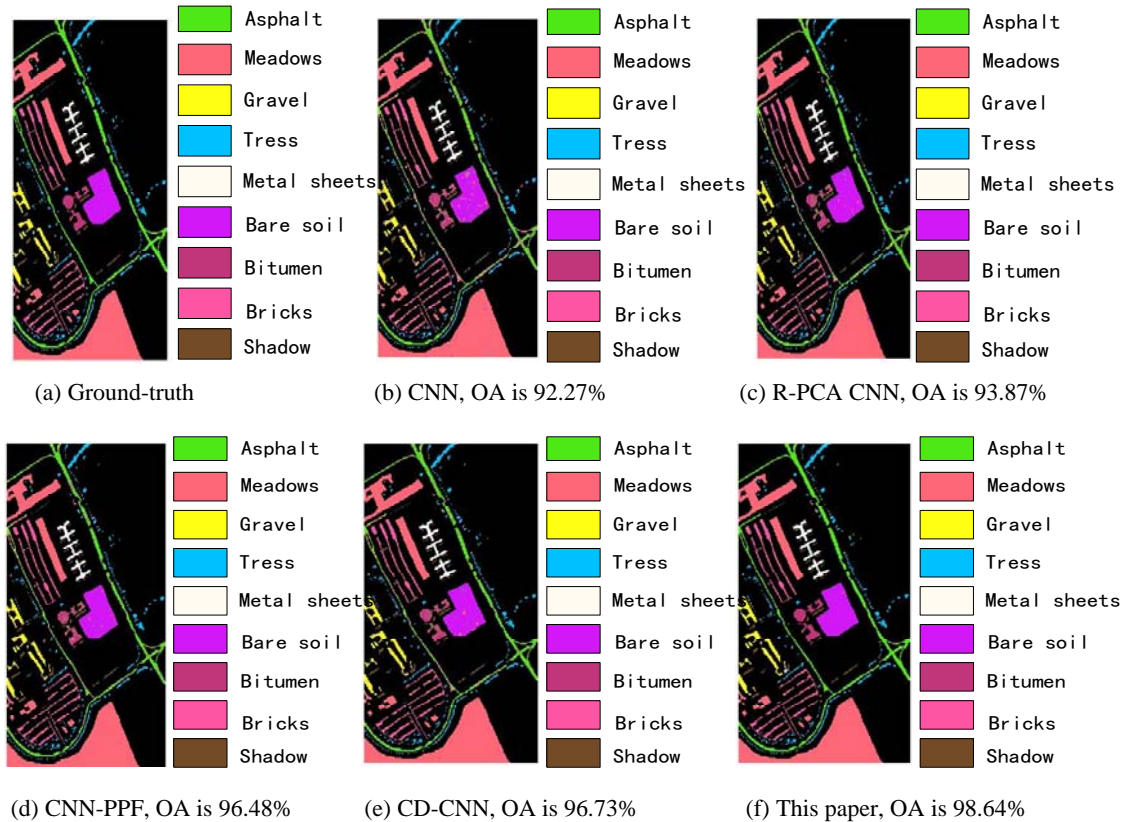 Asphalt
Meadows
Gravel
Tress
Metal sheets
Bare soil
Bitumen
Bricks
Shadow
(a) Ground-truth
Asphalt
Meadows
Gravel
Tress
Metal sheets
Bare soil
Bitumen
Bricks
Shadow
(b) CNN, OA is 92.27%
Asphalt
Meadows
Gravel
Tress
Metal sheets
Bare soil
Bitumen
Bricks
Shadow
(c) R-PCA CNN, OA is 93.87%
Asphalt
Meadows
Gravel
Tress
Metal sheets
Bare soil
Bitumen
Bricks
Shadow
(d) CNN-PPF, OA is 96.48%
Asphalt
Meadows
Gravel
Tress
Metal sheets
Bare soil
Bitumen
Bricks
Shadow
(e) CD-CNN, OA is 96.73%
Asphalt
Meadows
Gravel
Tress
Metal sheets
Bare soil
Bitumen
Bricks
Shadow
(f) This paper, OA is 98.64%